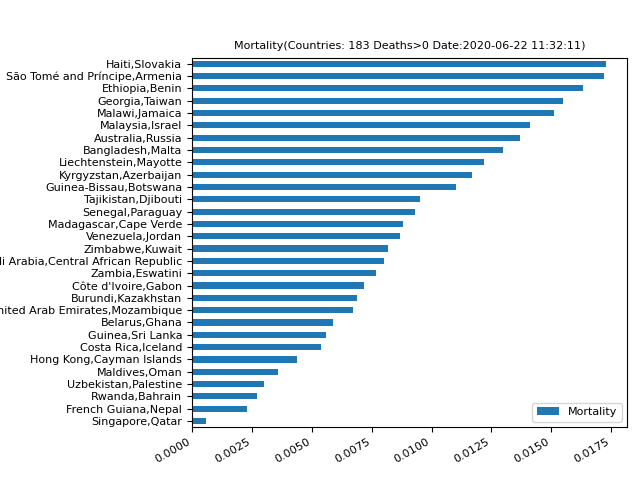 Mortality(Countries: 183 Deaths>0 Date:2020-06-22 11:32:11)
Haiti,Slovakia
São Tomé and Príncipe,Armenia
Ethiopia,Benin
Georgia,Taiwan
Malawi,Jamaica
Malaysia,Israel
Australia,Russia
Bangladesh,Malta
Liechtenstein,Mayotte
Kyrgyzstan,Azerbaijan
Guinea-Bissau,Botswana
Tajikistan,Djibouti
Senegal,Paraguay
Madagascar,Cape Verde
Venezuela,Jordan
Zimbabwe,Kuwait
i Arabia,Central African Republic
Zambia,Eswatini
Côte d'Ivoire,Gabon
Burundi,Kazakhstan
nited Arab Emirates,Mozambique
Belarus,Ghana
Guinea,Sri Lanka
Costa Rica,Iceland
Hong Kong,Cayman Islands
Maldives,Oman
Uzbekistan,Palestine
Rwanda,Bahrain
French Guiana,Nepal
Singapore,Qatar
Mortality
0.0000 0.0025 0.0050 0.0075 0.0100 0.0125 0.0150 0.0175